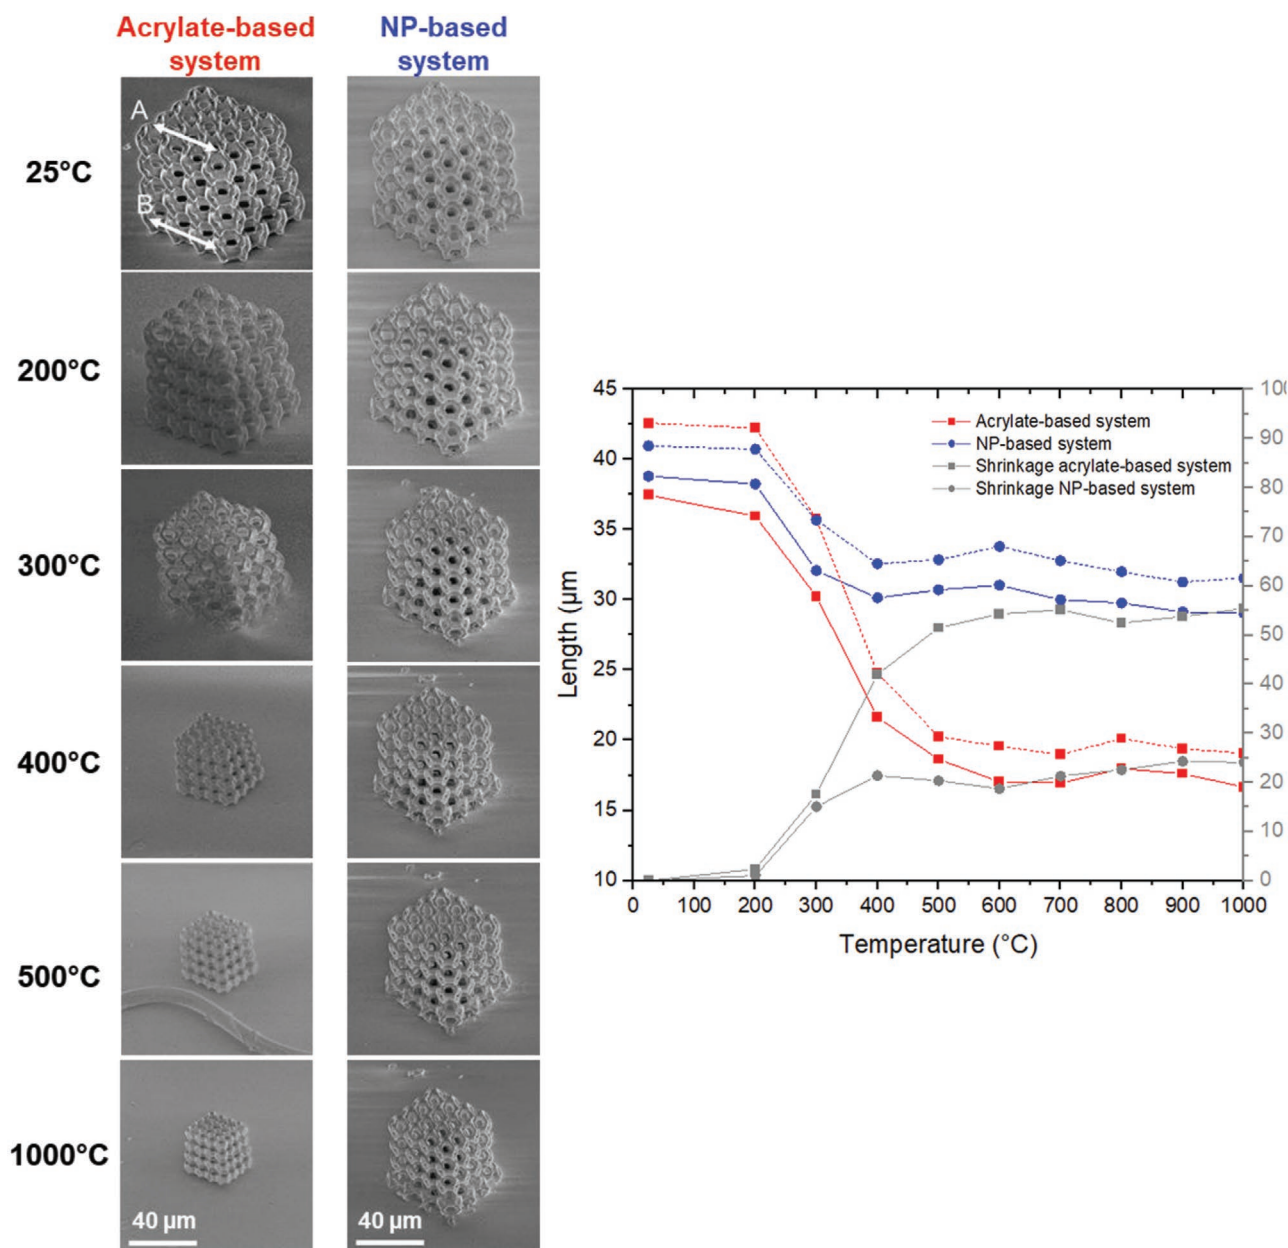 Acrylate-based
system
NP-based
system
25°C
A
B
200°C
300°C
400°C
500°C
1000°C
40 µm
40 µm
45
40
35
30
25
20
15
10
Length (µm
Acrylate-based system
NP-based system
Shrinkage acrylate-based system
Shrinkage NP-based system
90
80
70
60
50
40
30
20
10
0
0 100 200 300 400 500 600 700 800 900 1000
Temperature (°C)